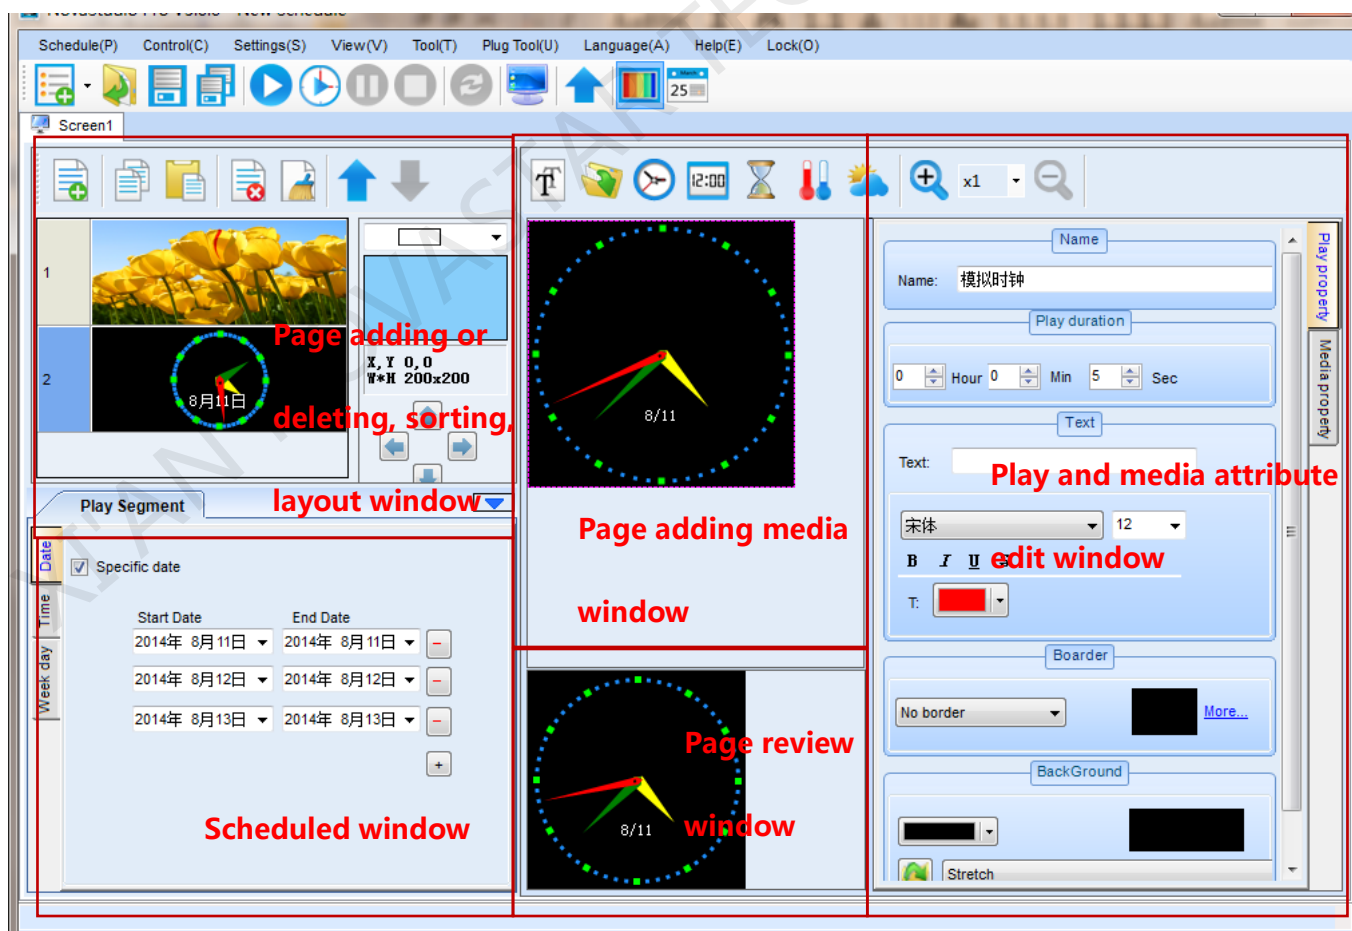 Schedule(P) Control(C) Settings(S) View(V) Tool(T) Plug Tool(U) Language(A) Help(E) Lock(O)
March
25
Screen1
12:00
x1
1
8月11日
2
X,Y 0,0
W*H 200x200
Page adding or
deleting, sorting,
layout window
Play Segment
Date
Time
Week day
Specific date
Start Date End Date
2014年 8月11日 2014年 8月11日
2014年 8月12日 2014年 8月12日
2014年 8月13日 2014年 8月13日
Scheduled window
8/11
Page adding media
window
8/11
Page review
window
Name
Name: 模拟时钟
Play duration
0 Hour 0 Min 5 Sec
Text
Text:
Play and media attribute
edit window
宋体 12
B I U
T:
Boarder
No border More...
BackGround
Stretch
Play property
Media property